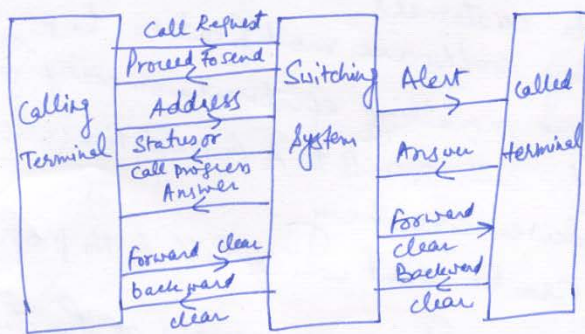 Call Request
Proceed To send
Calling
Terminal
Address
Status or
Call progress
Answer
Forward clear
backward
clear
Switching
System
Alert
Answer
Forward
clear
Backward
clear
Called
terminal